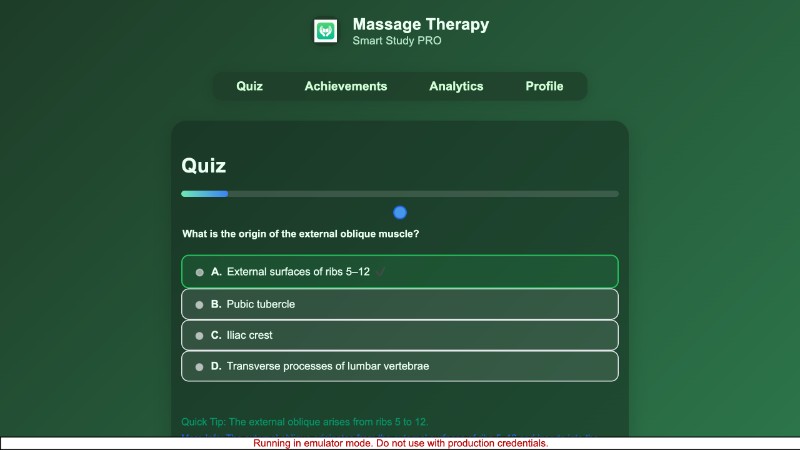 Massage Therapy
Smart Study PRO
Quiz Achievements Analytics Profile
Quiz
What is the origin of the external oblique muscle?
A. External surfaces of ribs 5–12 ✓
B. Pubic tubercle
C. Iliac crest
D. Transverse processes of lumbar vertebrae
Quick Tip: The external oblique arises from ribs 5 to 12.
Running in emulator mode. Do not use with production credentials.